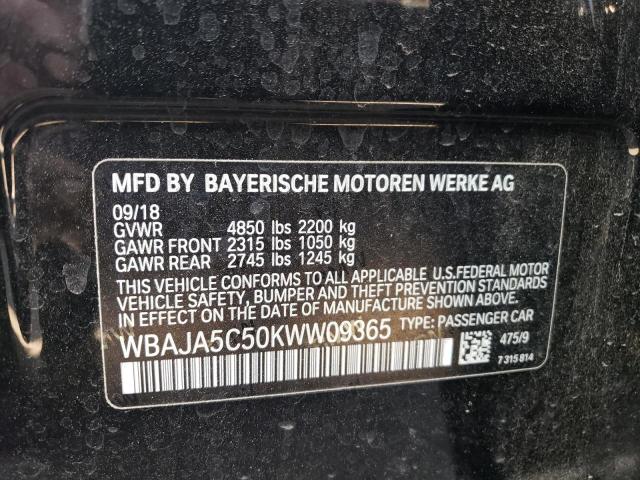 MFD BY BAYERISCHE MOTOREN WERKE AG
09/18
GVWR 4850 lbs 2200 kg
GAWR FRONT 2315 lbs 1050 kg
GAWR REAR 2745 lbs 1245 kg
THIS VEHICLE CONFORMS TO ALL APPLICABLE U.S.FEDERAL MOTOR
VEHICLE SAFETY, BUMPER AND THEFT PREVENTION STANDARDS
IN EFFECT ON THE DATE OF MANUFACTURE SHOWN ABOVE.
WBAJA5C50KWW09365 TYPE: PASSENGER CAR
475/9
7 315 814